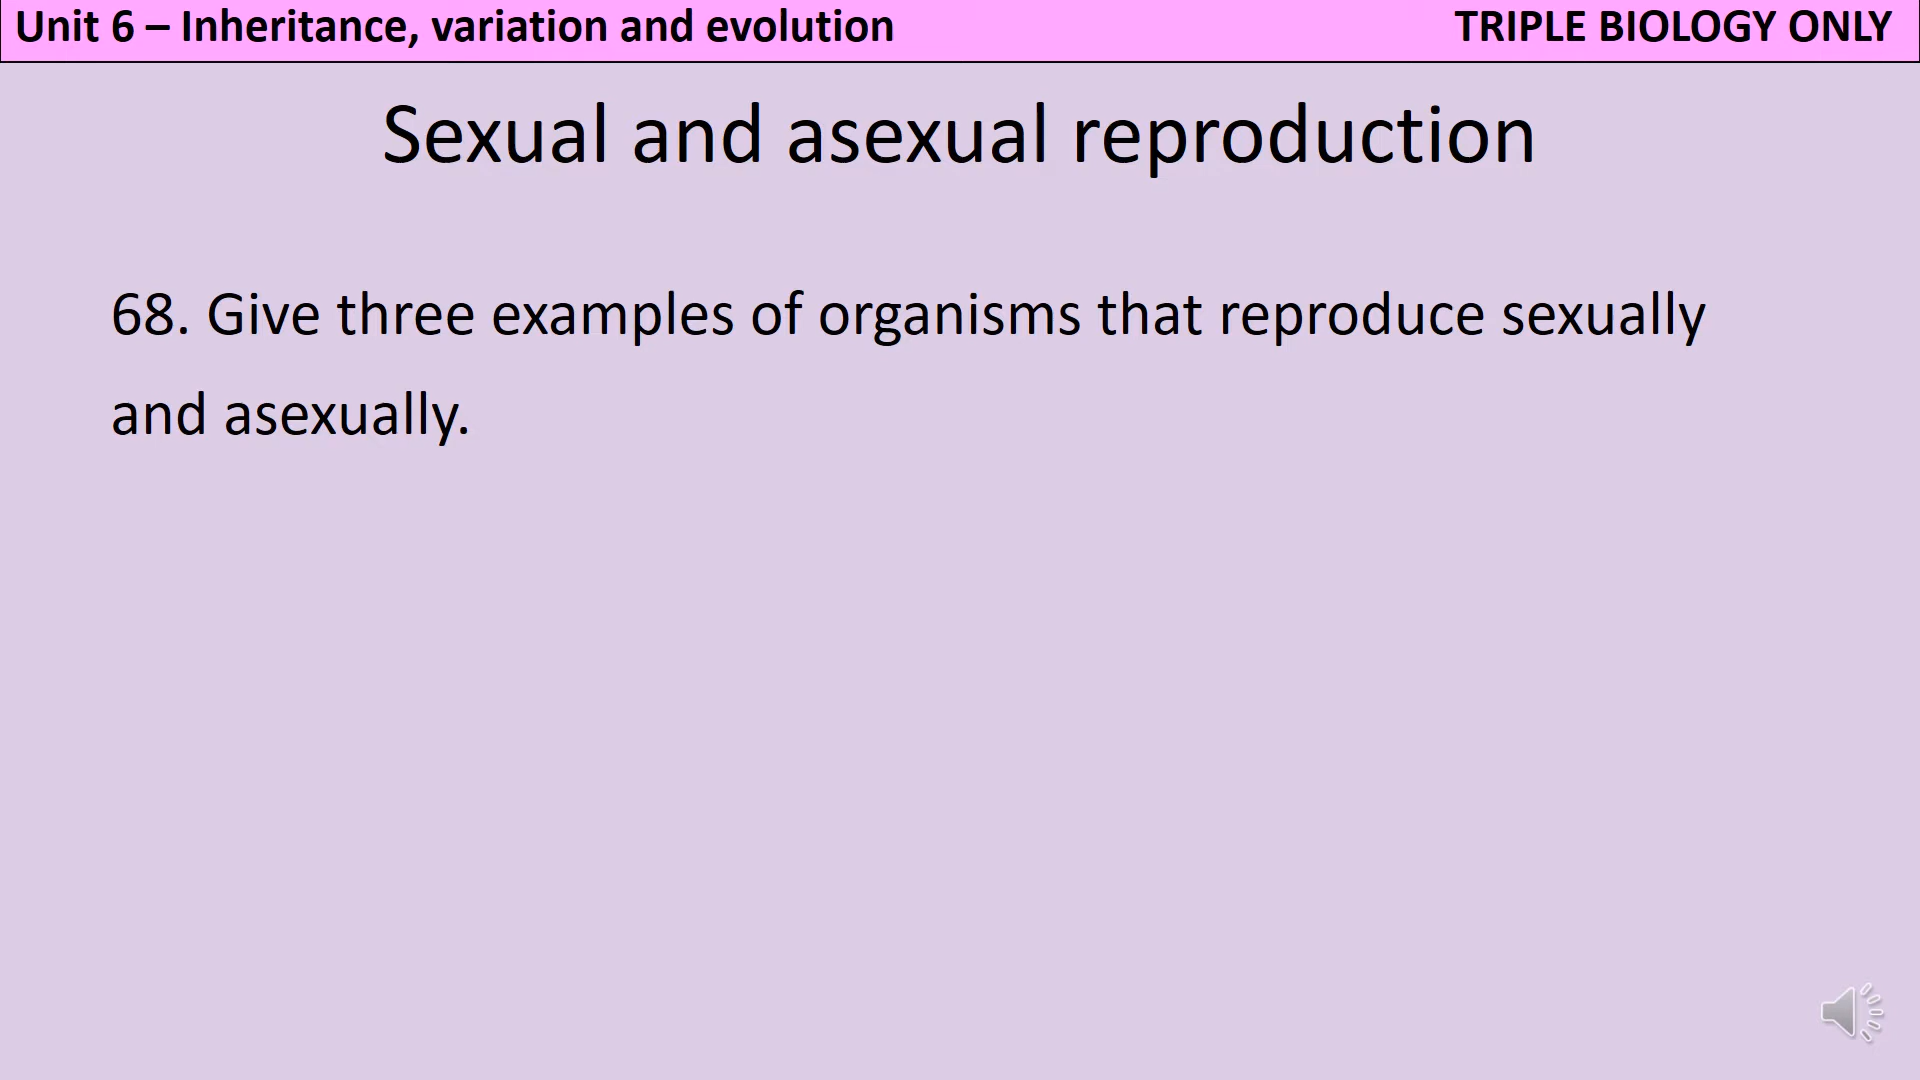 Unit 6 – Inheritance, variation and evolution TRIPLE BIOLOGY ONLY
Sexual and asexual reproduction
68. Give three examples of organisms that reproduce sexually
and asexually.